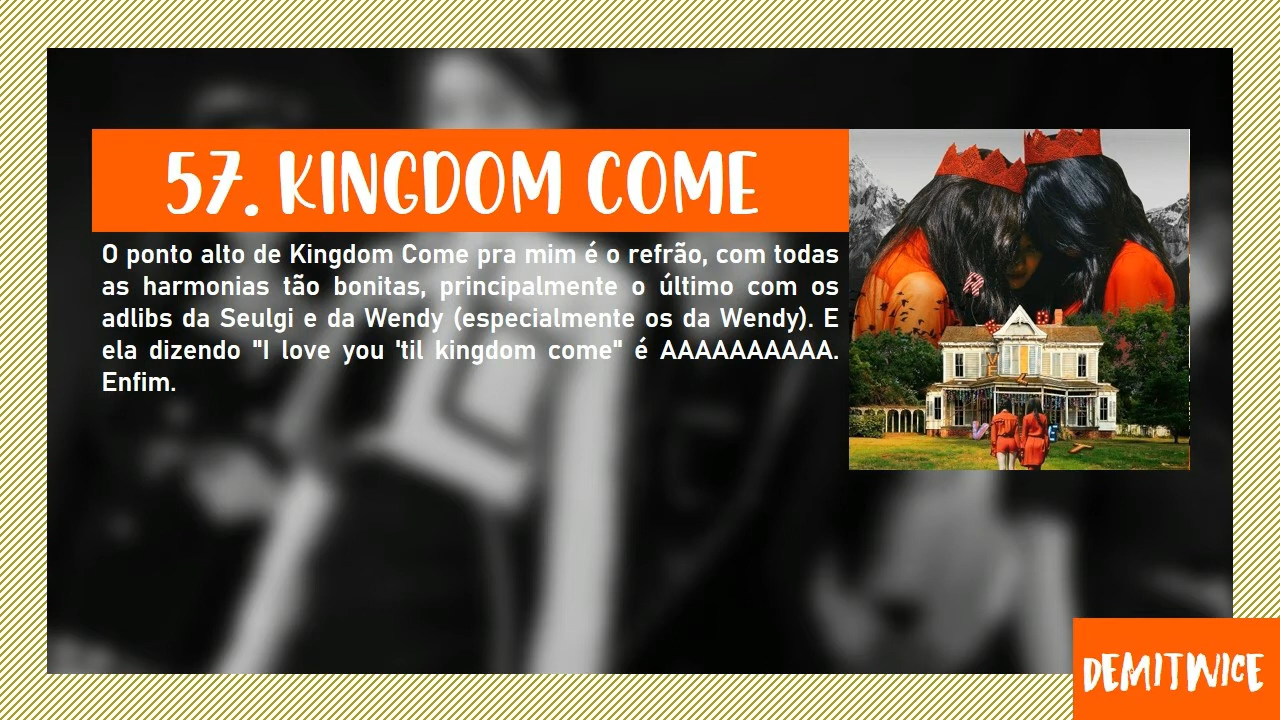 57. KINGDOM COME
O ponto alto de Kingdom Come pra mim é o refrão, com todas
as harmonias tão bonitas, principalmente o último com os
adlibs da Seulgi e da Wendy (especialmente os da Wendy). E
ela dizendo "I love you 'til kingdom come" é AAAAAAAAAA.
Enfim.
DEMITWICE